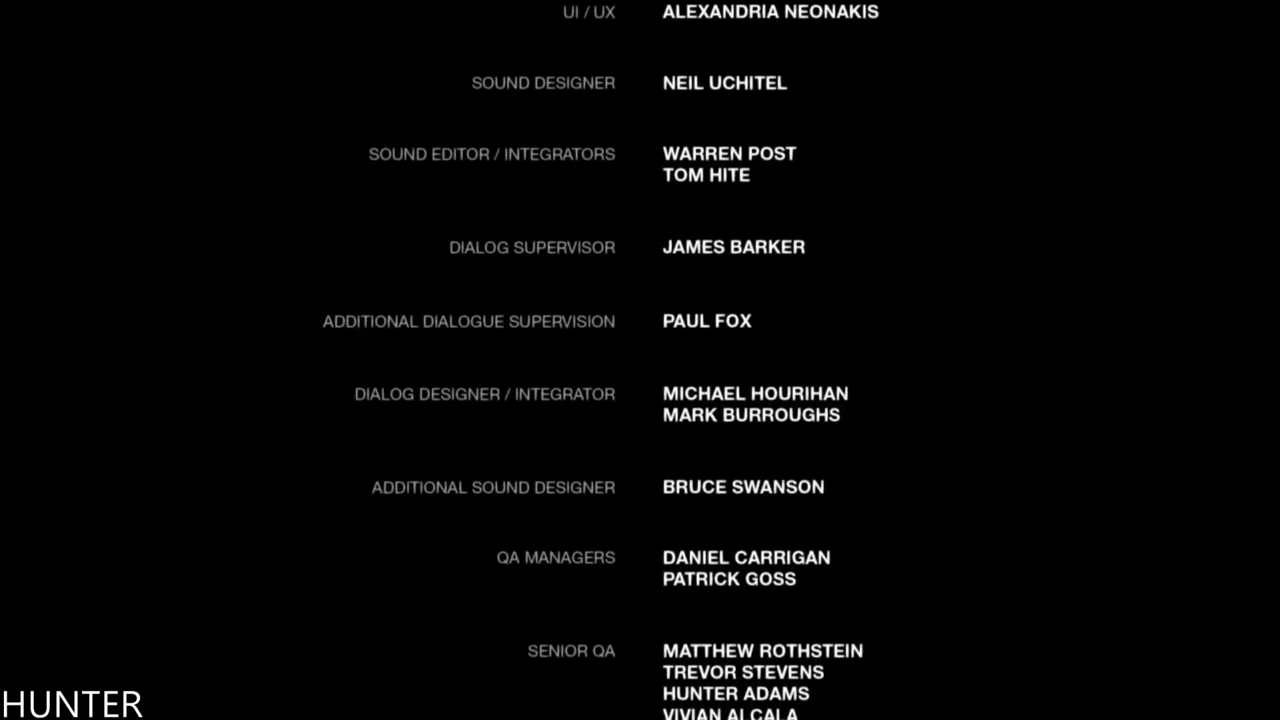 UI / UX ALEXANDRIA NEONAKIS
SOUND DESIGNER NEIL UCHITEL
SOUND EDITOR / INTEGRATORS WARREN POST
TOM HITE
DIALOG SUPERVISOR JAMES BARKER
ADDITIONAL DIALOGUE SUPERVISION PAUL FOX
DIALOG DESIGNER / INTEGRATOR MICHAEL HOURIHAN
MARK BURROUGHS
ADDITIONAL SOUND DESIGNER BRUCE SWANSON
QA MANAGERS DANIEL CARRIGAN
PATRICK GOSS
SENIOR QA MATTHEW ROTHSTEIN
TREVOR STEVENS
HUNTER ADAMS
VIVIAN ALCALA
HUNTER